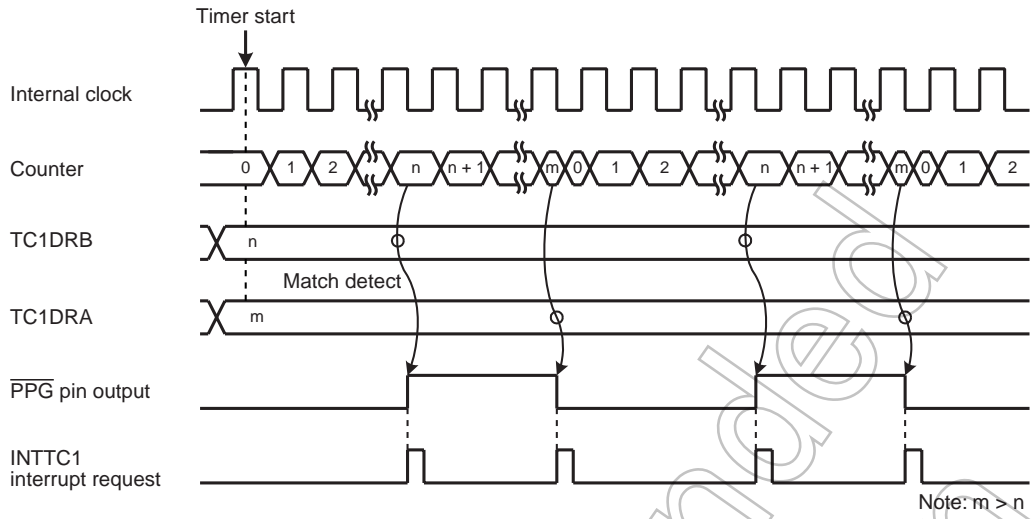 Timer start
Internal clock
Counter
0 1 2 n n + 1 m 0 1 2 n n + 1 m 0 1 2
TC1DRB
n
Match detect
TC1DRA
m
PPG pin output
INTTC1
interrupt request
Note: m > n